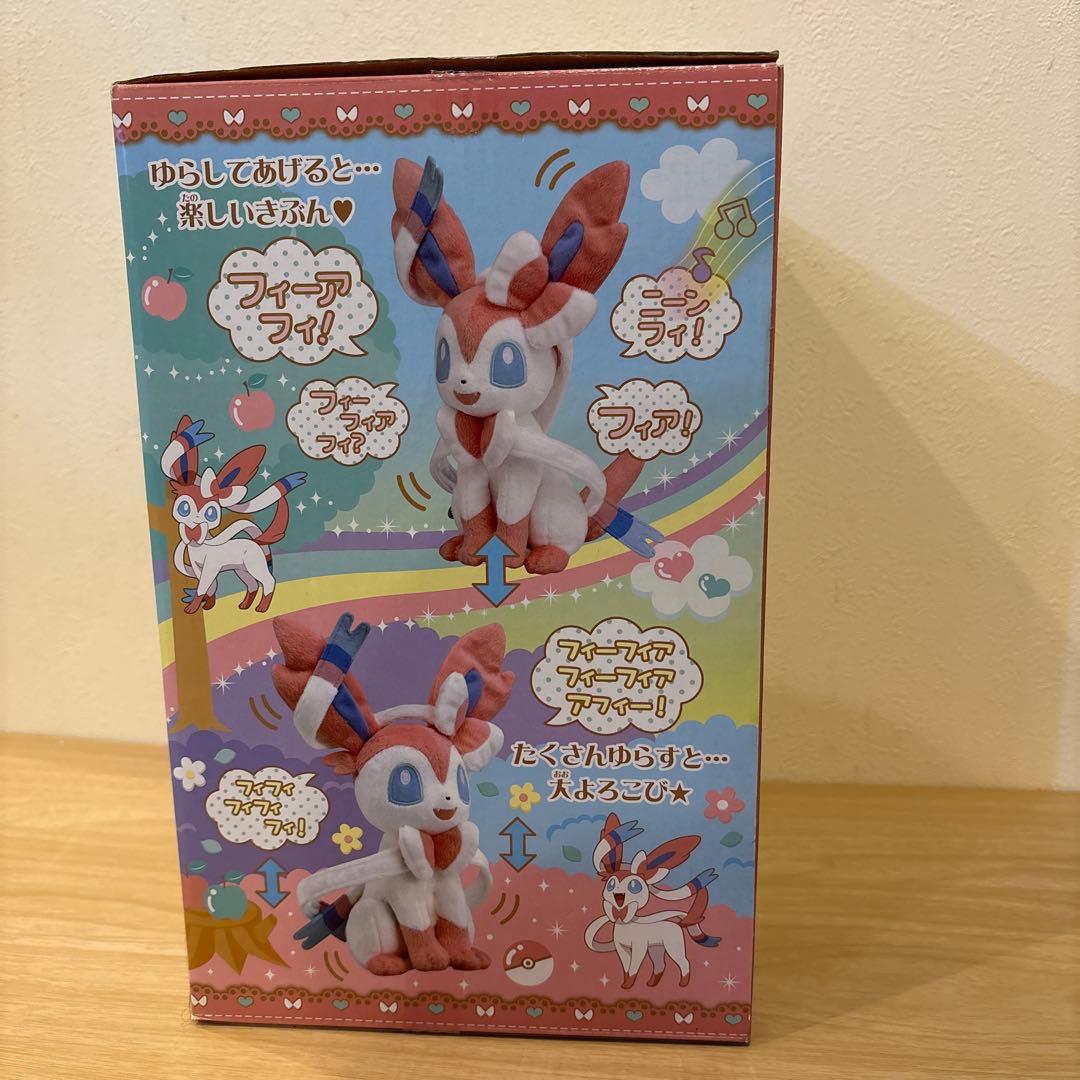 ゆらしてあげると…
楽しいきぶん♥
たの
フィーア
フィ!
ニーン
フィ!
フィー
フィア
フィ?
フィア!
フィーフィア
フィーフィア
アフィー!
たくさんゆらすと…
おお
大よろこび★
フィフィ
フィフィ
フィ!